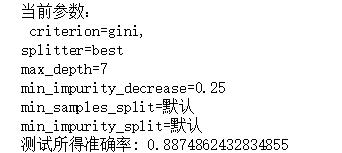 当前参数:
criterion=gini,
splitter=best
max_depth=7
min_impurity_decrease=0.25
min_samples_split=默认
min_impurity_split=默认
测试所得准确率: 0.8874862432834855